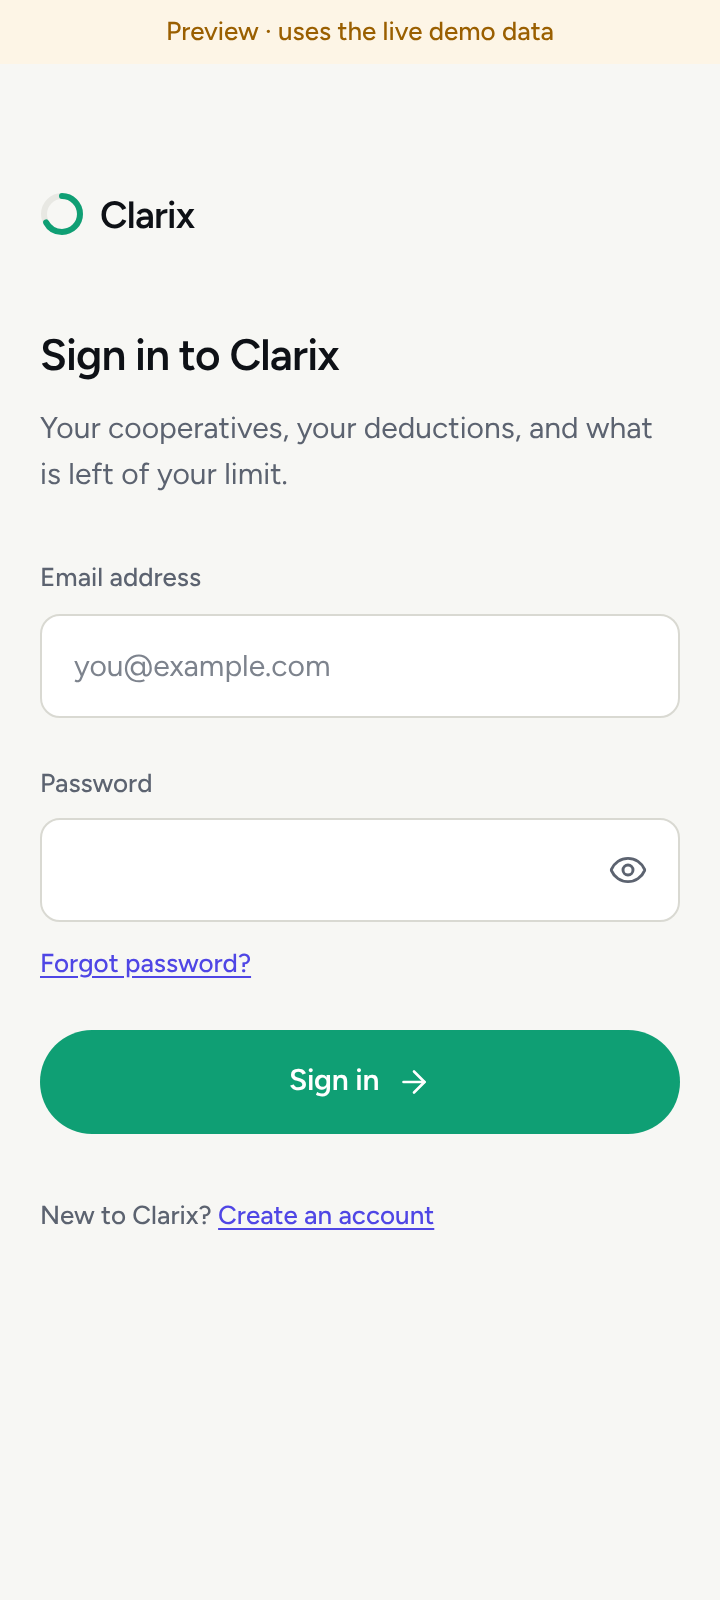 Preview · uses the live demo data
Clarix
Sign in to Clarix
Your cooperatives, your deductions, and what
is left of your limit.
Email address
you@example.com
Password
Forgot password?
Sign in →
New to Clarix? Create an account